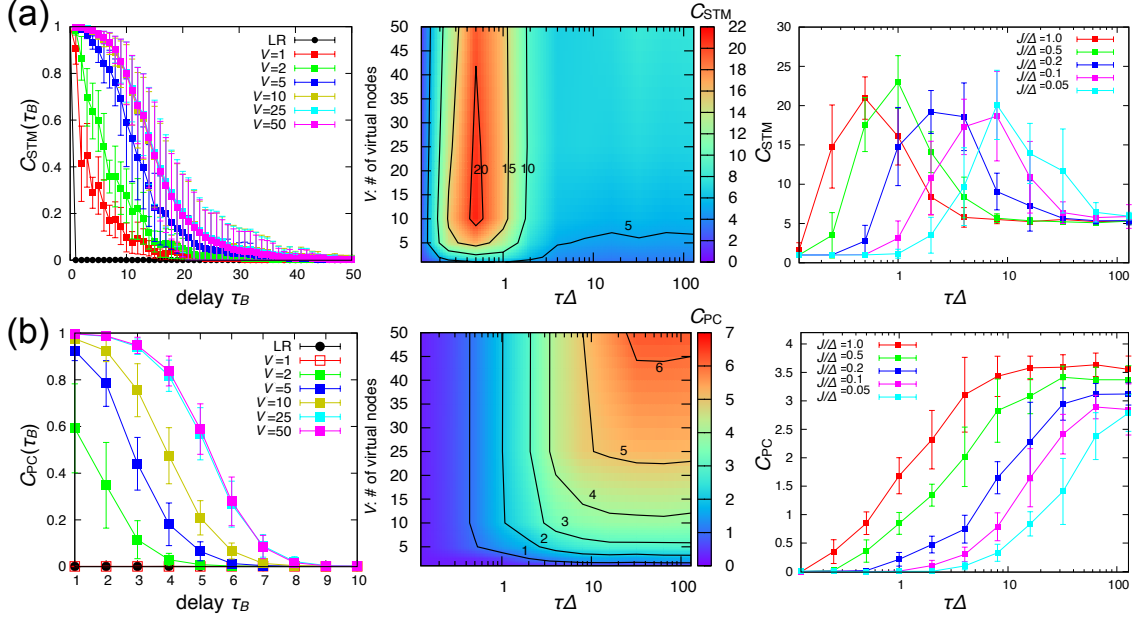 (a)
C_STM(τ_B)
1
0.8
0.6
0.4
0.2
0
0 10 20 30 40 50
delay τ_B
LR
V=1
V=2
V=5
V=10
V=25
V=50
V: # of virtual nodes
50
45
40
35
30
25
20
15
10
5
1 10 100
τΔ
20 15 10
5
C_STM
22
20
18
16
14
12
10
8
6
4
2
0
C_STM
30
25
20
15
10
5
0
1 10 100
τΔ
J/Δ=1.0
J/Δ=0.5
J/Δ=0.2
J/Δ=0.1
J/Δ=0.05
(b)
C_PC(τ_B)
1
0.8
0.6
0.4
0.2
0
1 2 3 4 5 6 7 8 9 10
delay τ_B
LR
V=1
V=2
V=5
V=10
V=25
V=50
V: # of virtual nodes
50
45
40
35
30
25
20
15
10
5
1 10 100
τΔ
6
5
4
3
2
1
C_PC
7
6
5
4
3
2
1
0
C_PC
4
3.5
3
2.5
2
1.5
1
0.5
0
1 10 100
τΔ
J/Δ=1.0
J/Δ=0.5
J/Δ=0.2
J/Δ=0.1
J/Δ=0.05